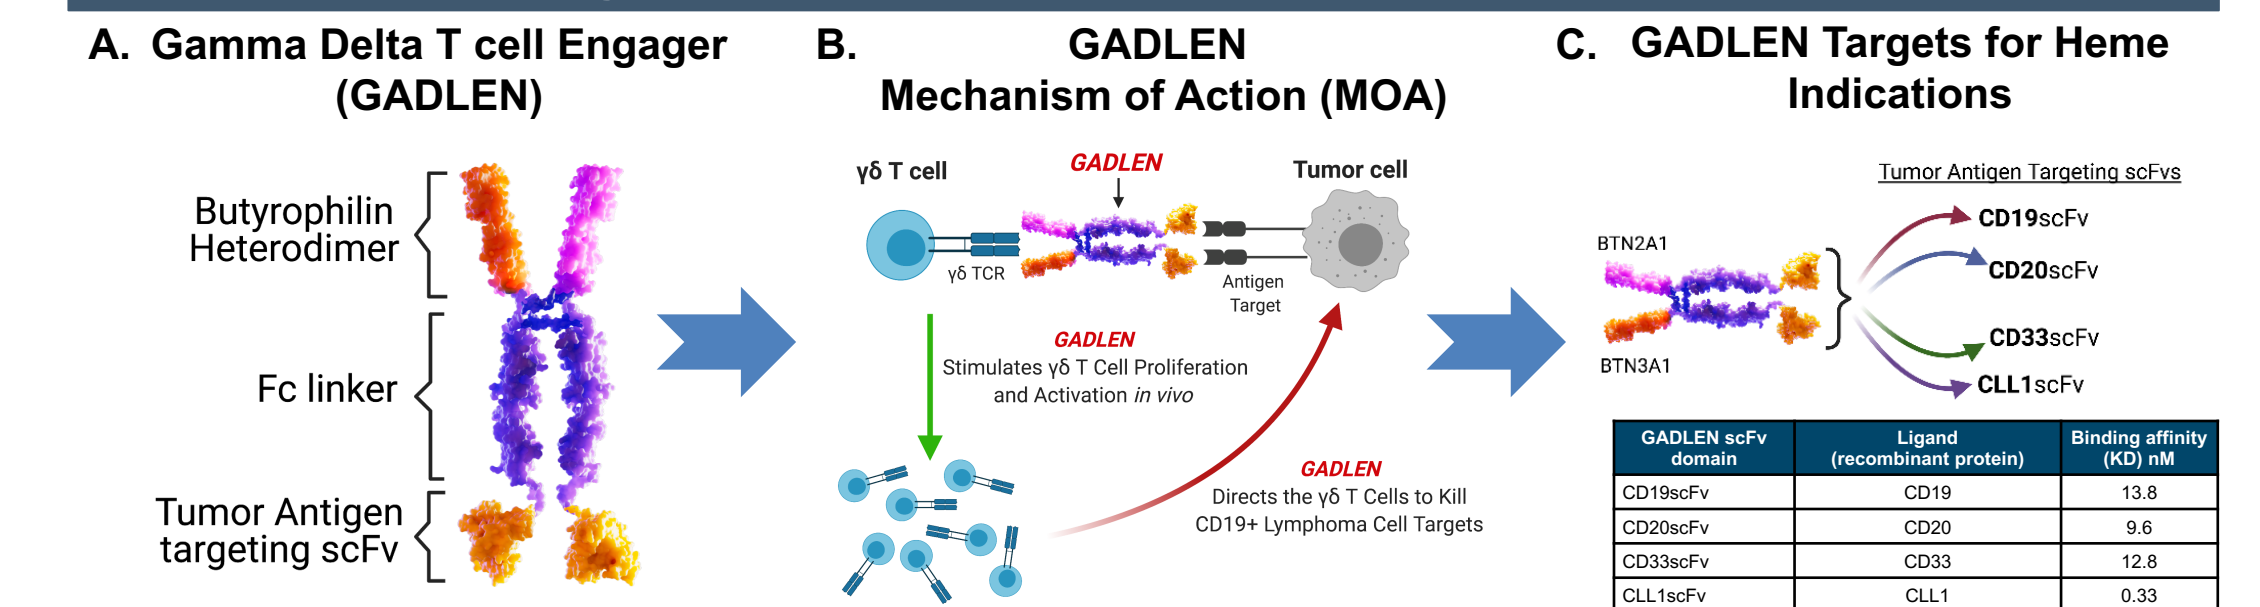 A. Gamma Delta T cell Engager
(GADLEN)
Butyrophilin
Heterodimer
Fc linker
Tumor Antigen
targeting scFv
B. GADLEN
Mechanism of Action (MOA)
γδ T cell
GADLEN
Tumor cell
γδ TCR
Antigen
Target
GADLEN
Stimulates γδ T Cell Proliferation
and Activation in vivo
GADLEN
Directs the γδ T Cells to Kill
CD19+ Lymphoma Cell Targets
C. GADLEN Targets for Heme
Indications
Tumor Antigen Targeting scFvs
BTN2A1
BTN3A1
CD19scFv
CD20scFv
CD33scFv
CLL1scFv
GADLEN scFv domain Ligand (recombinant protein) Binding affinity (KD) nM
CD19scFv CD19 13.8
CD20scFv CD20 9.6
CD33scFv CD33 12.8
CLL1scFv CLL1 0.33